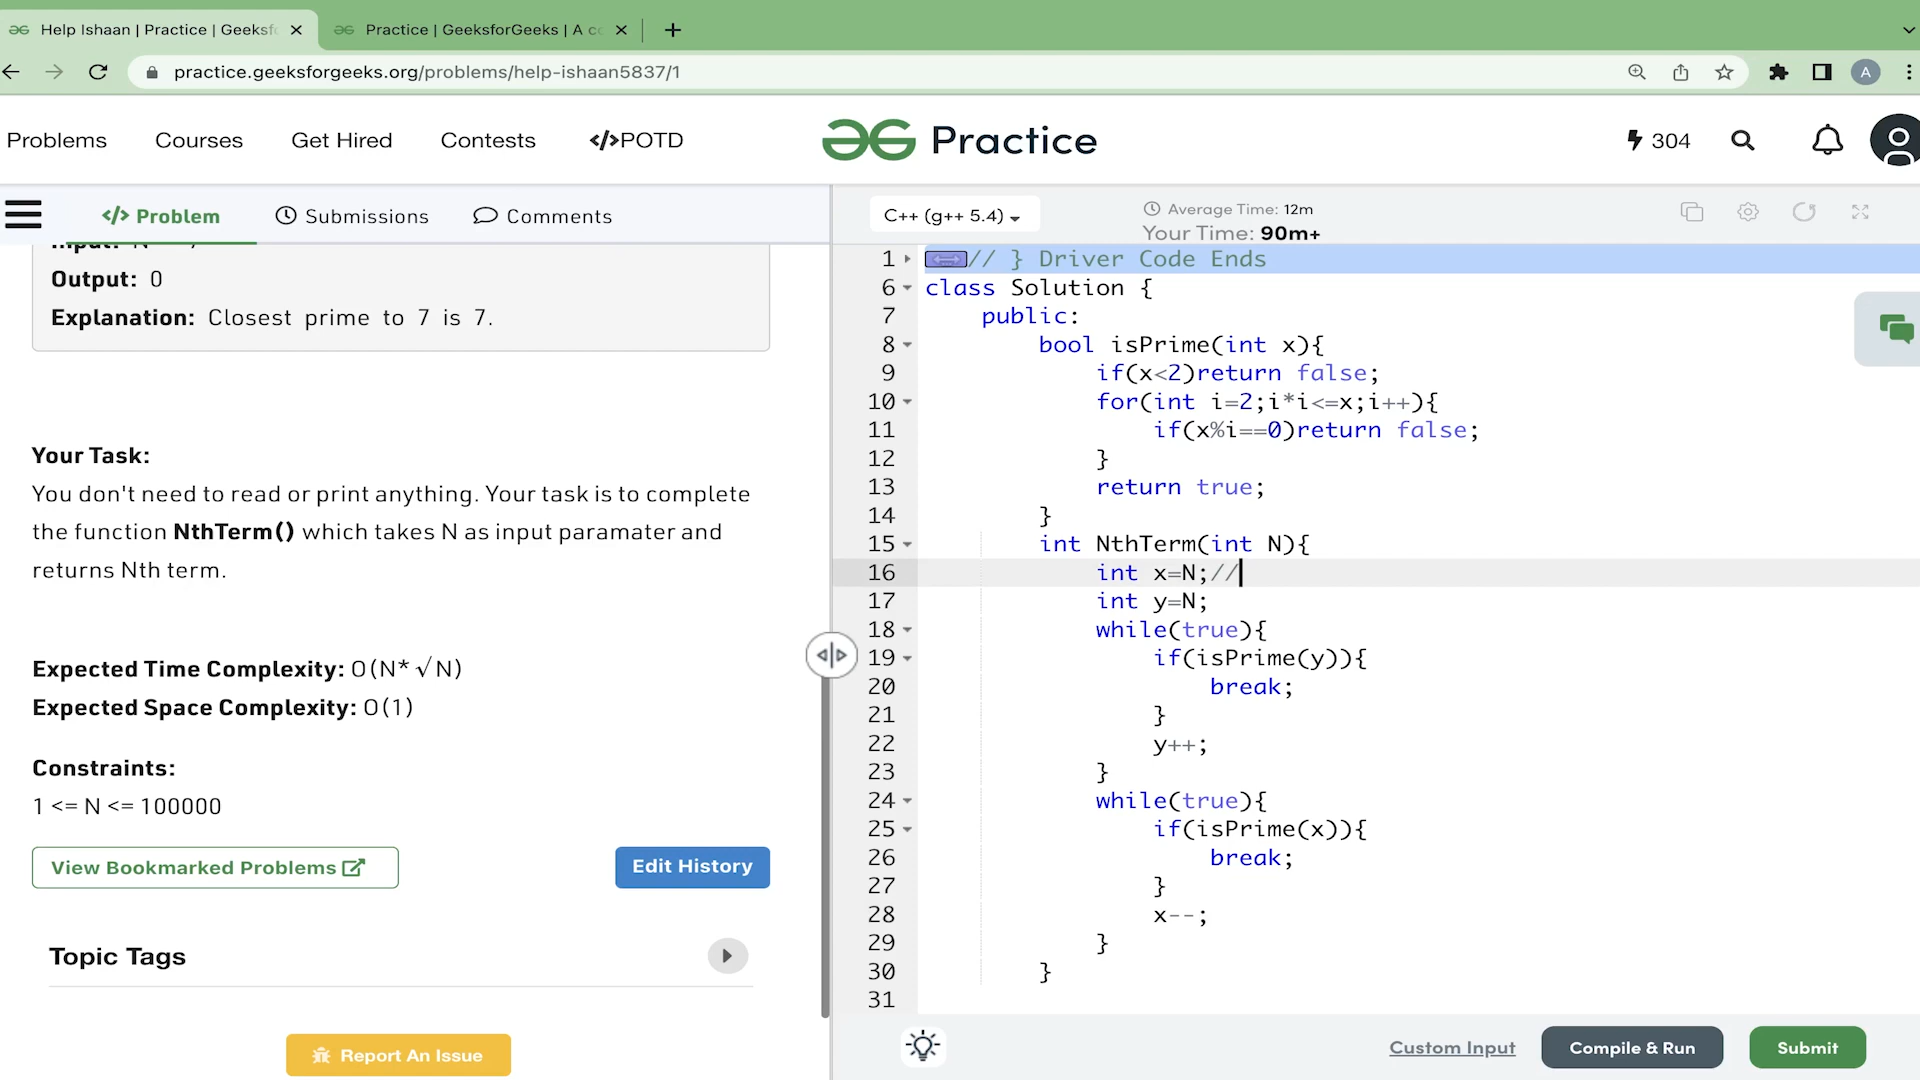 Help Ishaan | Practice | Geeksfo
Practice | GeeksforGeeks | A co
practice.geeksforgeeks.org/problems/help-ishaan5837/1
A
Problems
Courses
Get Hired
Contests
</>POTD
Practice
304
</> Problem
Submissions
Comments
C++ (g++ 5.4)
Average Time: 12m
Your Time: 90m+
Output: 0
Explanation: Closest prime to 7 is 7.
Your Task:
You don't need to read or print anything. Your task is to complete
the function NthTerm() which takes N as input paramater and
returns Nth term.
Expected Time Complexity: O(N* √N)
Expected Space Complexity: O(1)
Constraints:
1 <= N <= 100000
View Bookmarked Problems
Edit History
Topic Tags
Report An Issue
1 // } Driver Code Ends
6 class Solution {
7 public:
8 bool isPrime(int x){
9 if(x<2)return false;
10 for(int i=2;i*i<=x;i++){
11 if(x%i==0)return false;
12 }
13 return true;
14 }
15 int NthTerm(int N){
16 int x=N;//
17 int y=N;
18 while(true){
19 if(isPrime(y)){
20 break;
21 }
22 y++;
23 }
24 while(true){
25 if(isPrime(x)){
26 break;
27 }
28 x--;
29 }
30 }
31
Custom Input
Compile & Run
Submit